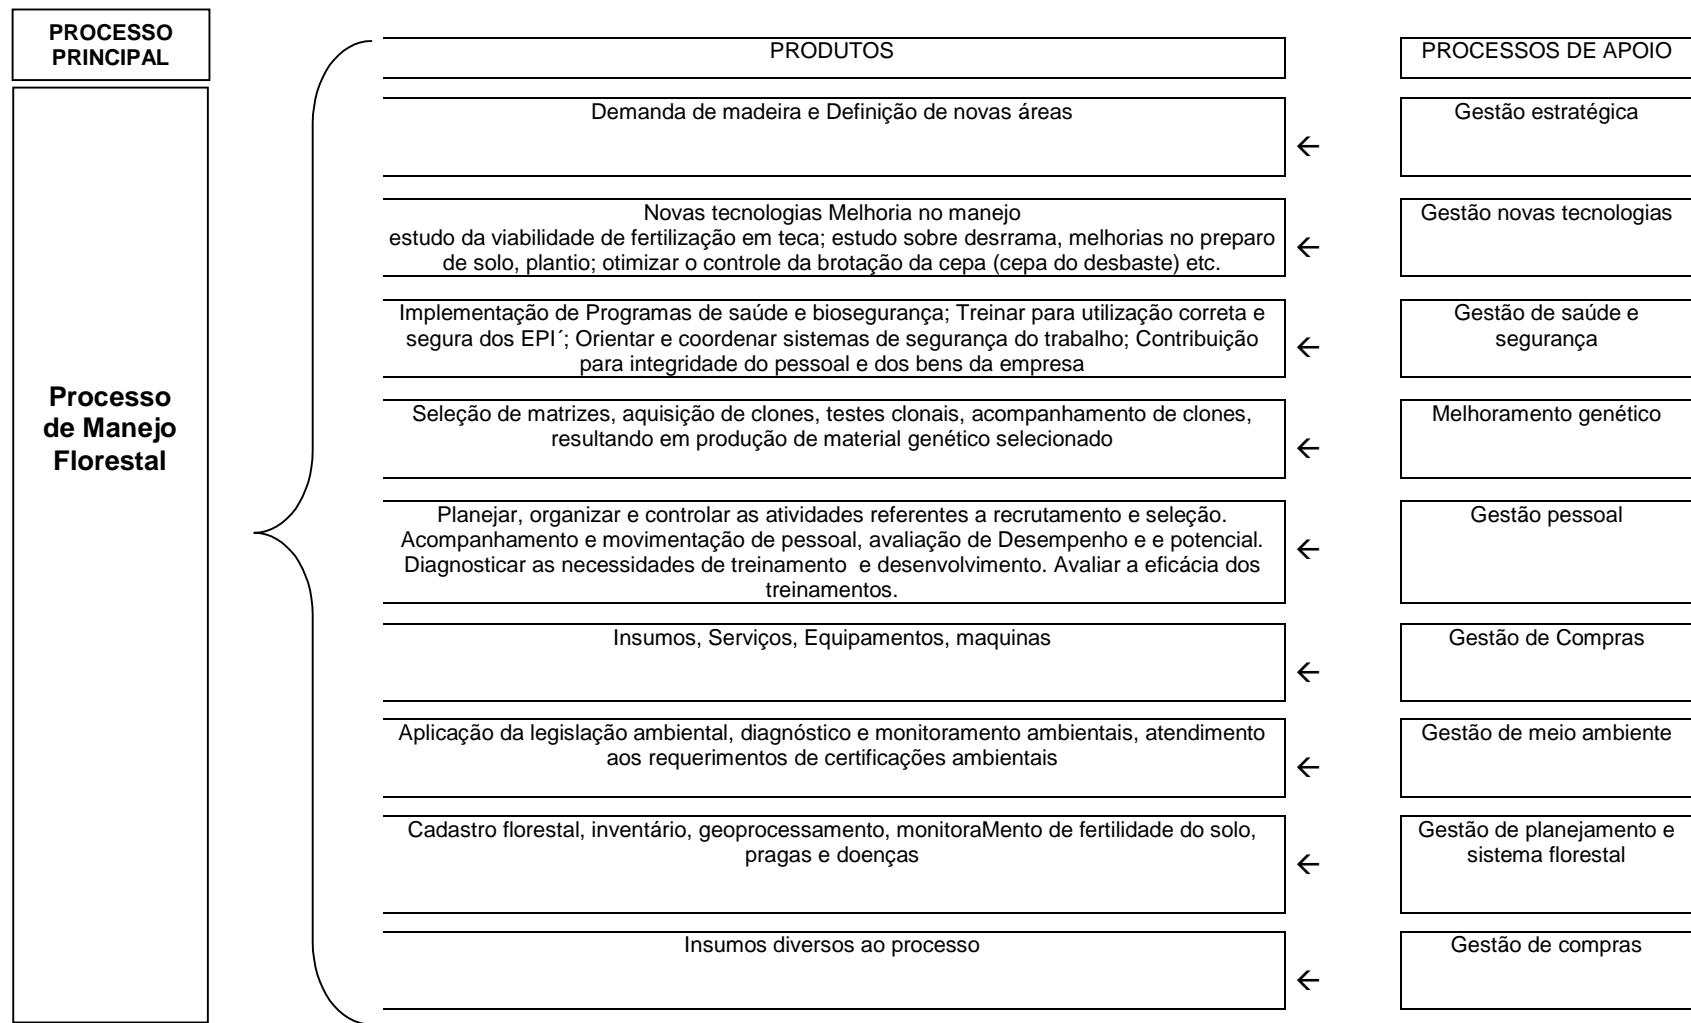 PROCESSO
PRINCIPAL
PRODUTOS
PROCESSOS DE APOIO
Processo
de Manejo
Florestal
Demanda de madeira e Definição de novas áreas
←
Gestão estratégica
Novas tecnologias Melhoria no manejo
estudo da viabilidade de fertilização em teca; estudo sobre desrrama, melhorias no preparo
de solo, plantio; otimizar o controle da brotação da cepa (cepa do desbaste) etc.
←
Gestão novas tecnologias
Implementação de Programas de saúde e biosegurança; Treinar para utilização correta e
segura dos EPI´; Orientar e coordenar sistemas de segurança do trabalho; Contribuição
para integridade do pessoal e dos bens da empresa
←
Gestão de saúde e
segurança
Seleção de matrizes, aquisição de clones, testes clonais, acompanhamento de clones,
resultando em produção de material genético selecionado
←
Melhoramento genético
Planejar, organizar e controlar as atividades referentes a recrutamento e seleção.
Acompanhamento e movimentação de pessoal, avaliação de Desempenho e e potencial.
Diagnosticar as necessidades de treinamento  e desenvolvimento. Avaliar a eficácia dos
treinamentos.
←
Gestão pessoal
Insumos, Serviços, Equipamentos, maquinas
←
Gestão de Compras
Aplicação da legislação ambiental, diagnóstico e monitoramento ambientais, atendimento
aos requerimentos de certificações ambientais
←
Gestão de meio ambiente
Cadastro florestal, inventário, geoprocessamento, monitoraMento de fertilidade do solo,
pragas e doenças
←
Gestão de planejamento e
sistema florestal
Insumos diversos ao processo
←
Gestão de compras